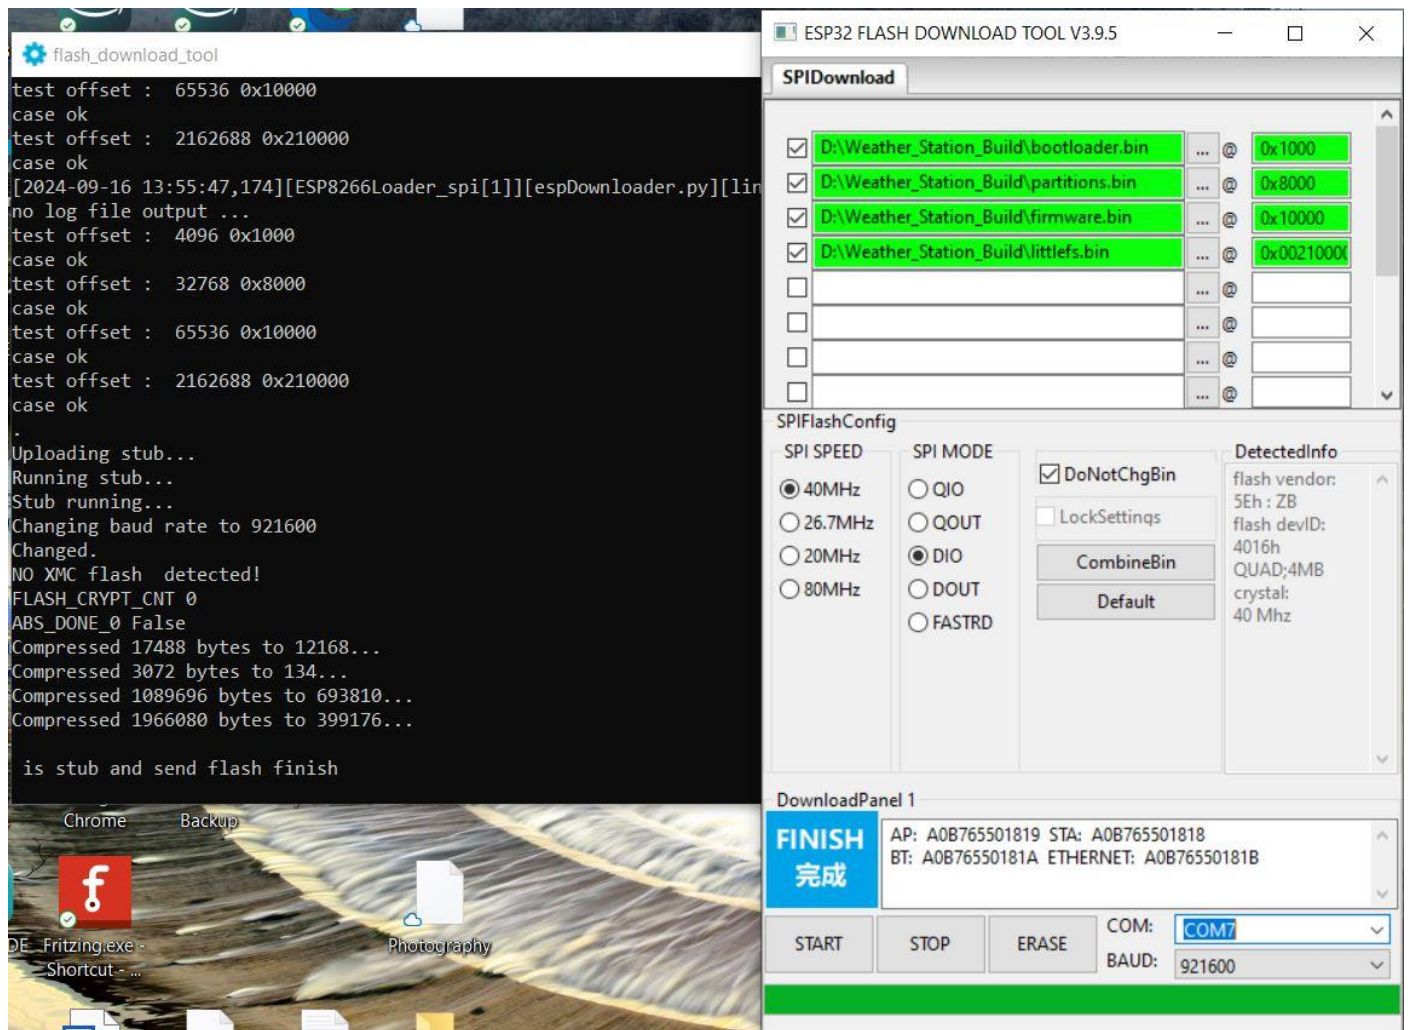 flash_download_tool
test offset :  65536 0x10000
case ok
test offset :  2162688 0x210000
case ok
[2024-09-16 13:55:47,174][ESP8266Loader_spi[1]][espDownloader.py][lin
no log file output ...
test offset :  4096 0x1000
case ok
test offset :  32768 0x8000
case ok
test offset :  65536 0x10000
case ok
test offset :  2162688 0x210000
case ok
.
Uploading stub...
Running stub...
Stub running...
Changing baud rate to 921600
Changed.
NO XMC flash  detected!
FLASH_CRYPT_CNT 0
ABS_DONE_0 False
Compressed 17488 bytes to 12168...
Compressed 3072 bytes to 134...
Compressed 1089696 bytes to 693810...
Compressed 1966080 bytes to 399176...
is stub and send flash finish
Chrome
Backup
Fritzing.exe -
Shortcut - ...
Photography
ESP32 FLASH DOWNLOAD TOOL V3.9.5
SPIDownload
D:\Weather_Station_Build\bootloader.bin ... @ 0x1000
D:\Weather_Station_Build\partitions.bin ... @ 0x8000
D:\Weather_Station_Build\firmware.bin ... @ 0x10000
D:\Weather_Station_Build\littlefs.bin ... @ 0x0021000
... @
... @
... @
... @
SPIFlashConfig
SPI SPEED
40MHz
26.7MHz
20MHz
80MHz
SPI MODE
QIO
QOUT
DIO
DOUT
FASTRD
DoNotChgBin
LockSettings
CombineBin
Default
DetectedInfo
flash vendor:
5Eh : ZB
flash devID:
4016h
QUAD;4MB
crystal:
40 Mhz
DownloadPanel 1
FINISH
完成
AP:  A0B765501819  STA:  A0B765501818
BT:  A0B76550181A  ETHERNET:  A0B76550181B
START
STOP
ERASE
COM: COM7
BAUD: 921600